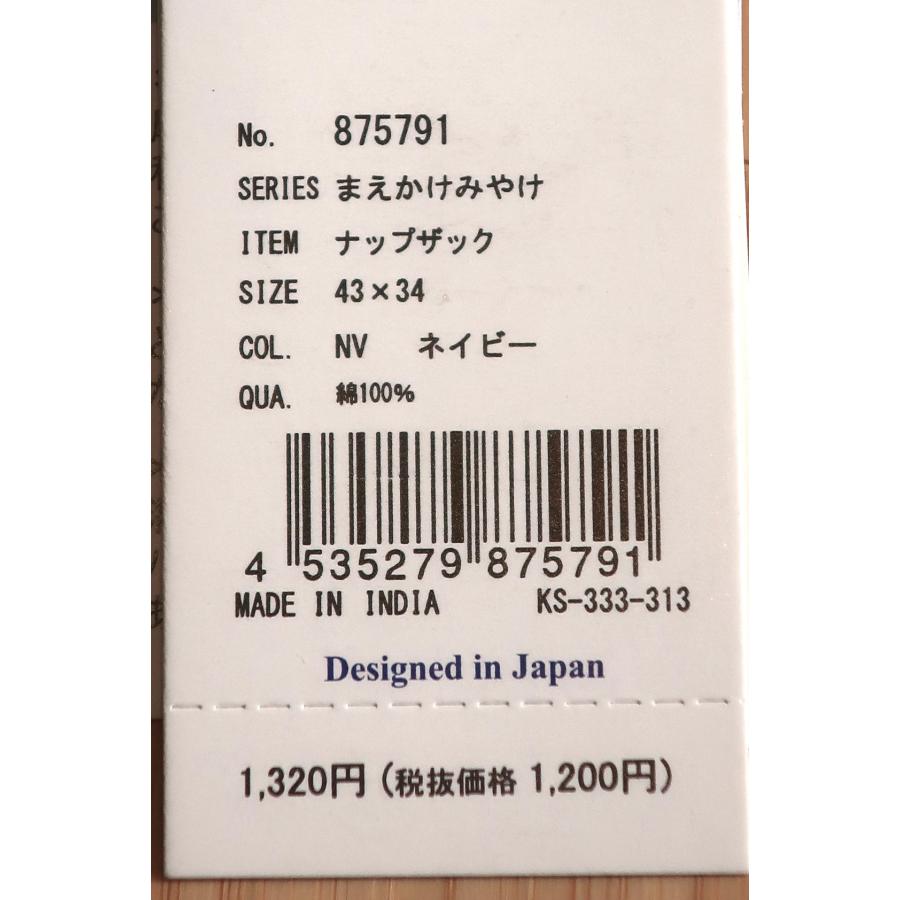 No. 875791
SERIES まえかけみやけ
ITEM ナップザック
SIZE 43×34
COL. NV ネイビー
QUA. 綿100%
4 535279 875791
MADE IN INDIA KS-333-313
Designed in Japan
1,320円 (税抜価格 1,200円)